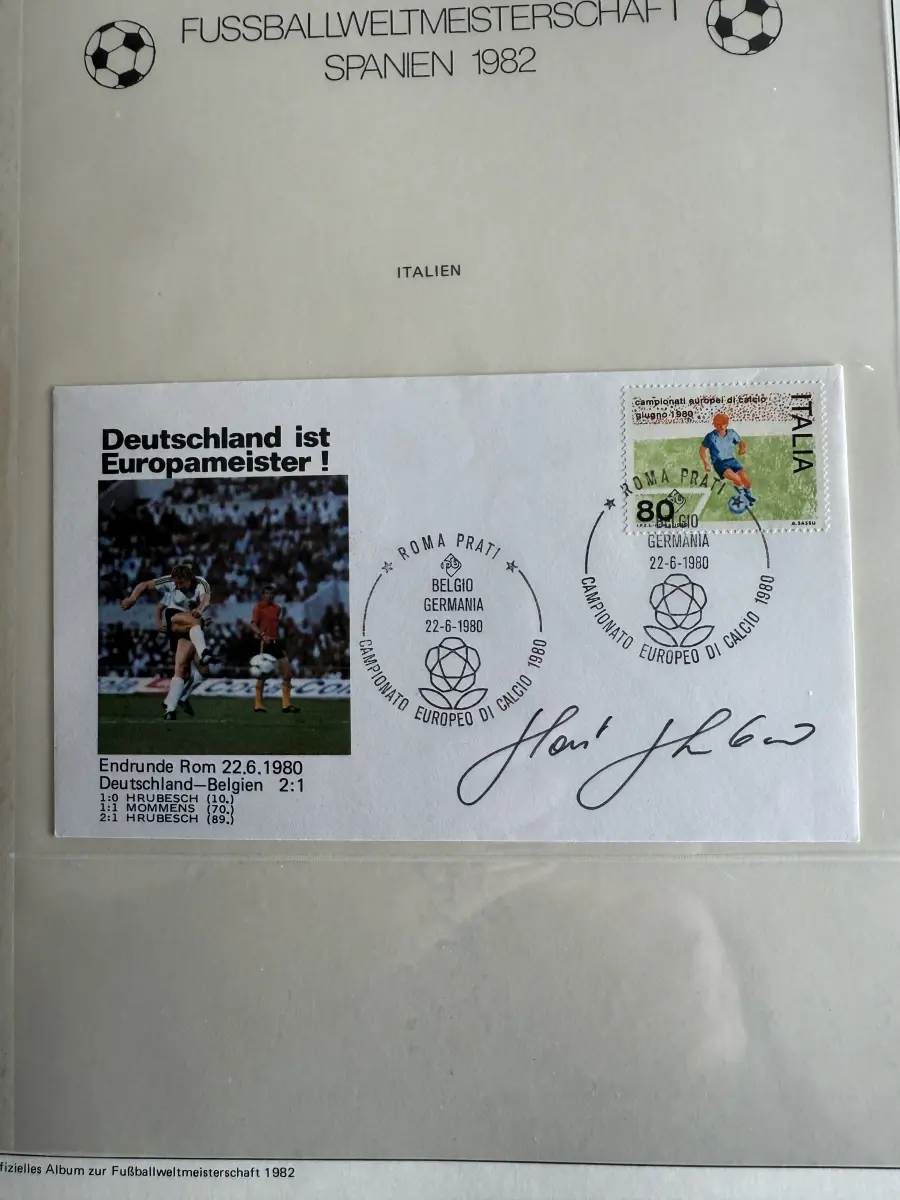 FUSSBALLWELTMEISTERSCHAFT
SPANIEN 1982
ITALIEN
Deutschland ist
Europameister !
campionati europei di calcio
giugno 1980
ITALIA
80
A. SASSU
ROMA PRATI
BELGIO
GERMANIA
22-6-1980
CAMPIONATO EUROPEO DI CALCIO 1980
ROMA PRATI
BELGIO
GERMANIA
22-6-1980
CAMPIONATO EUROPEO DI CALCIO 1980
Endrunde Rom 22.6.1980
Deutschland—Belgien 2:1
1:0 HRUBESCH (10.)
1:1 MOMMENS (70.)
2:1 HRUBESCH (89.)
fizielles Album zur Fußballweltmeisterschaft 1982